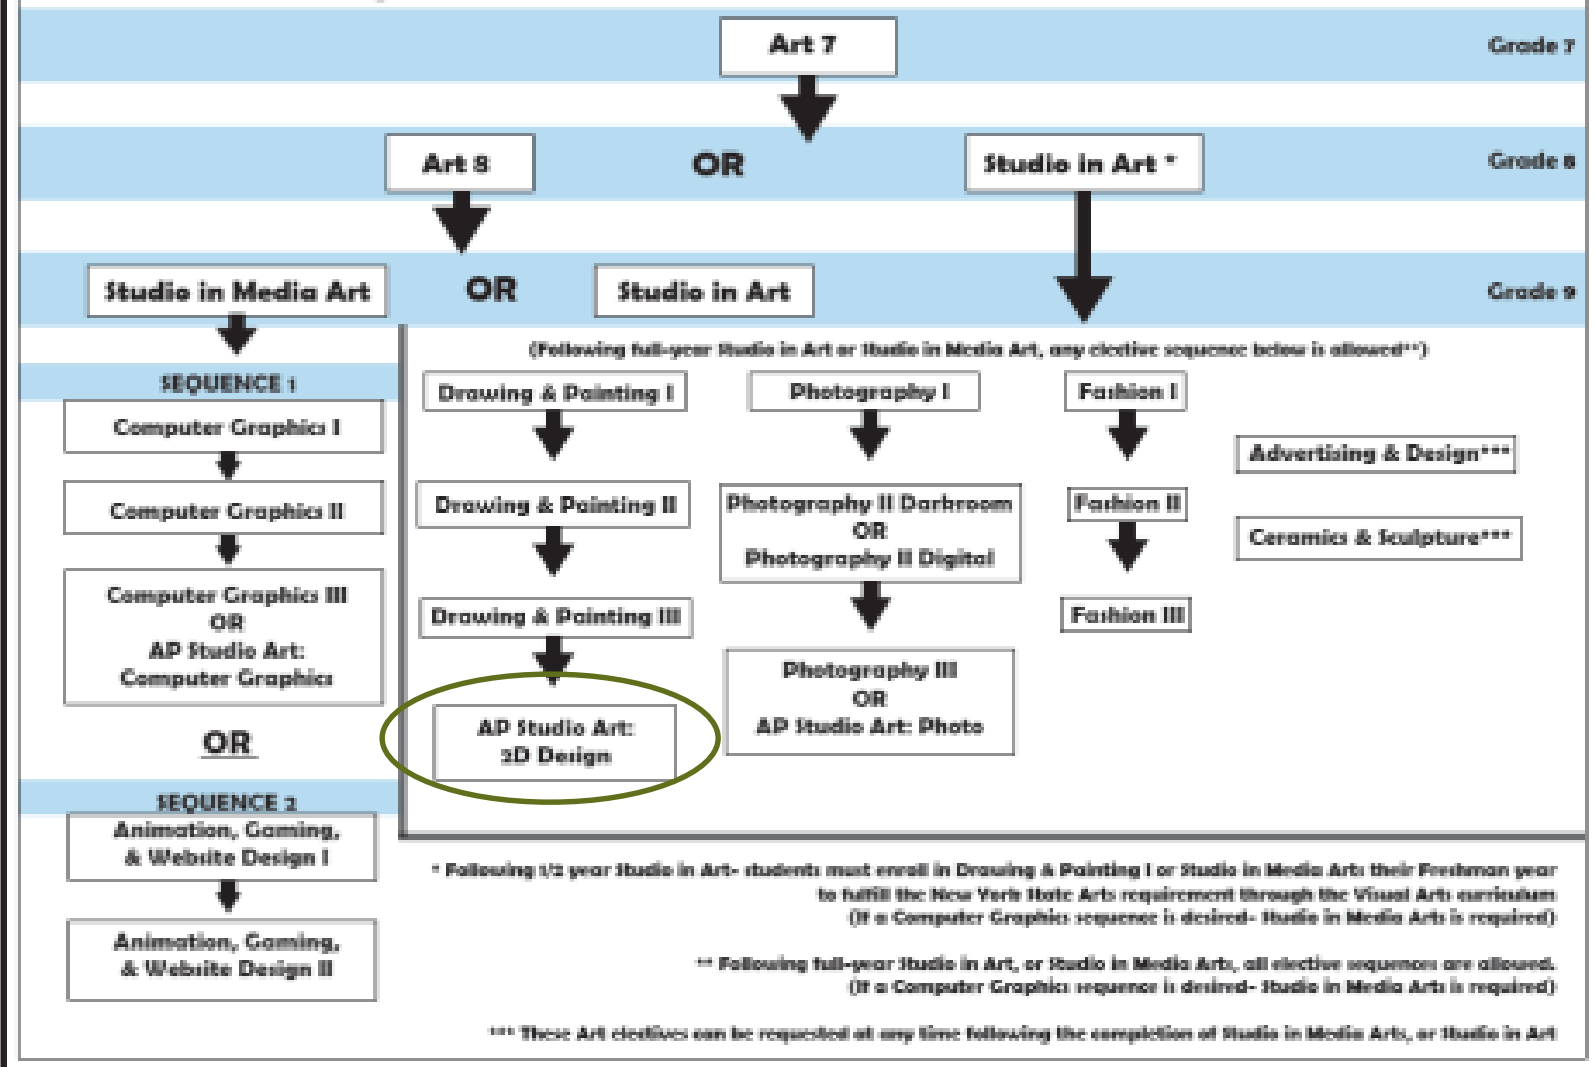 Art 7
Grade 7
Art 8
OR
Studio in Art *
Grade 8
Studio in Media Art
OR
Studio in Art
Grade 9
(Following full-year Studio in Art or Studio in Media Art, any elective sequence below is allowed**)
SEQUENCE 1
Computer Graphics I
Computer Graphics II
Computer Graphics III
OR
AP Studio Art:
Computer Graphics
OR
SEQUENCE 2
Animation, Gaming,
& Website Design I
Animation, Gaming,
& Website Design II
Drawing & Painting I
Drawing & Painting II
Drawing & Painting III
AP Studio Art:
2D Design
Photography I
Photography II Darkroom
OR
Photography II Digital
Photography III
OR
AP Studio Art: Photo
Fashion I
Fashion II
Fashion III
Advertising & Design***
Ceramics & Sculpture***
* Following 1/2 year Studio in Art- students must enroll in Drawing & Painting I or Studio in Media Arts their Freshman year
to fulfill the New York State Arts requirement through the Visual Arts curriculum
(If a Computer Graphics sequence is desired- Studio in Media Arts is required)
** Following full-year Studio in Art, or Studio in Media Arts, all elective sequences are allowed.
(If a Computer Graphics sequence is desired- Studio in Media Arts is required)
*** These Art electives can be requested at any time following the completion of Studio in Media Arts, or Studio in Art